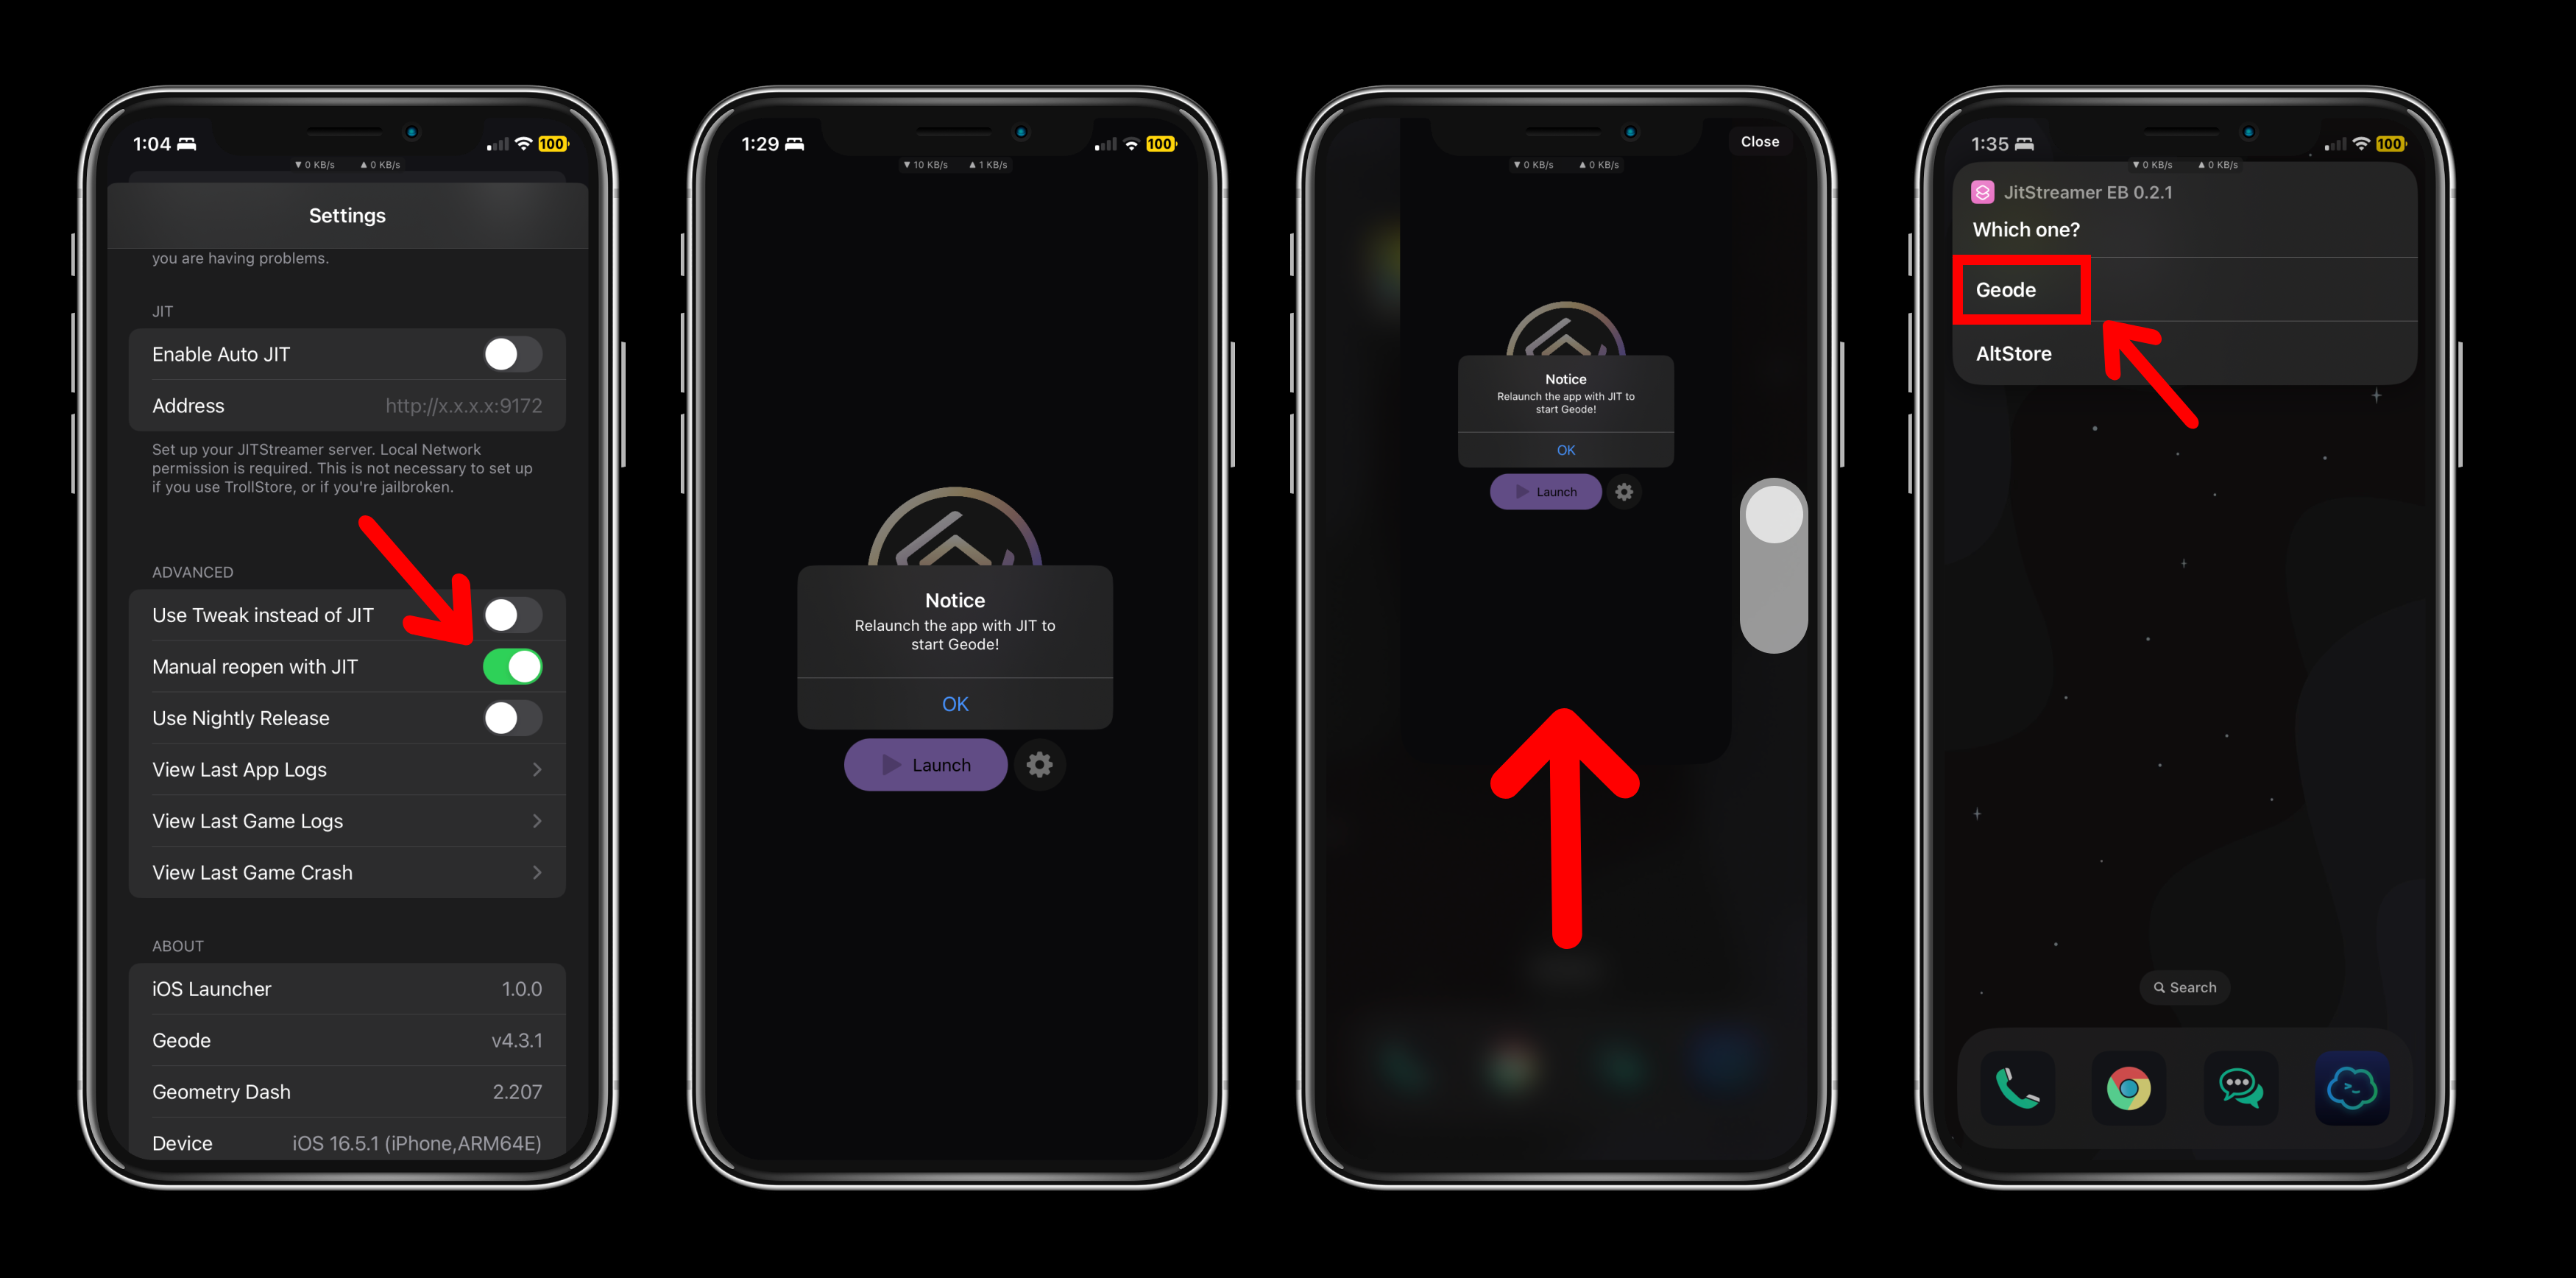 1:04
100
▼ 0 KB/s ▲ 0 KB/s
Settings
you are having problems.
JIT
Enable Auto JIT
Address http://x.x.x.x:9172
Set up your JITStreamer server. Local Network
permission is required. This is not necessary to set up
if you use TrollStore, or if you're jailbroken.
ADVANCED
Use Tweak instead of JIT
Manual reopen with JIT
Use Nightly Release
View Last App Logs
View Last Game Logs
View Last Game Crash
ABOUT
iOS Launcher 1.0.0
Geode v4.3.1
Geometry Dash 2.207
Device iOS 16.5.1 (iPhone,ARM64E)
1:29
100
▼ 10 KB/s ▲ 1 KB/s
Notice
Relaunch the app with JIT to
start Geode!
OK
Launch
Close
▼ 0 KB/s ▲ 0 KB/s
Notice
Relaunch the app with JIT to
start Geode!
OK
Launch
1:35
100
▼ 0 KB/s ▲ 0 KB/s
JitStreamer EB 0.2.1
Which one?
Geode
AltStore
Search